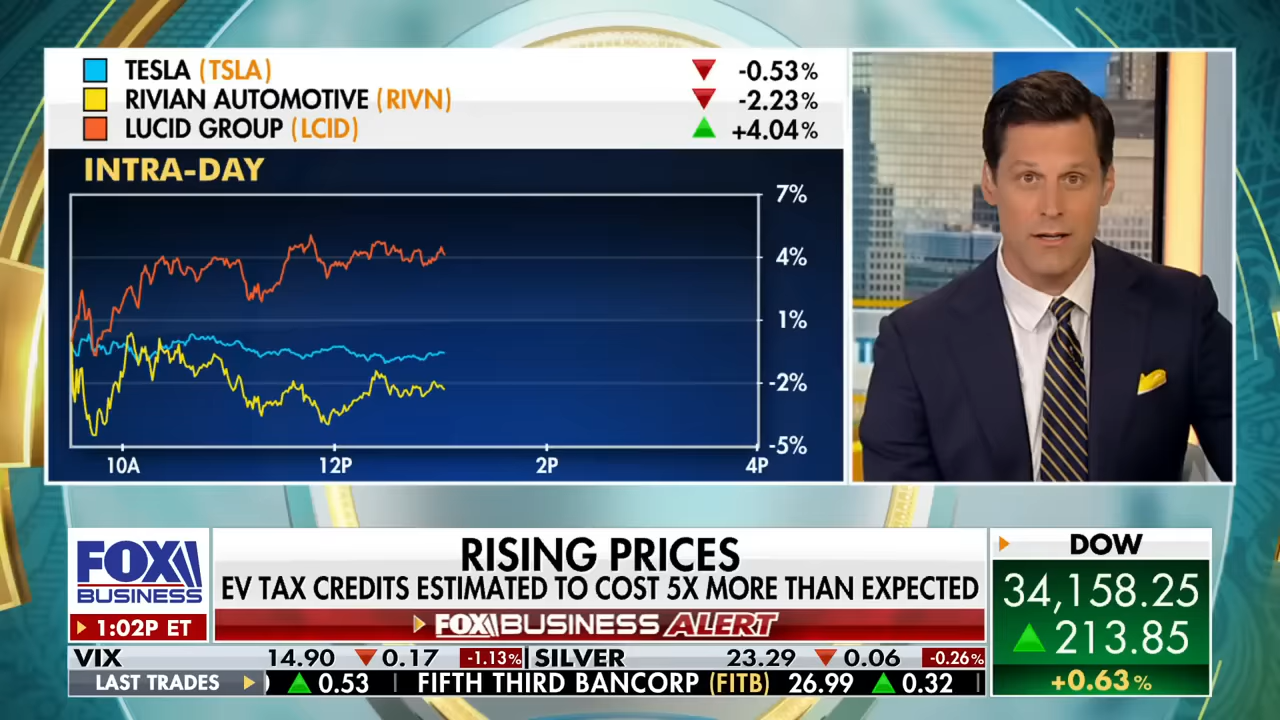 TESLA (TSLA) -0.53%
RIVIAN AUTOMOTIVE (RIVN) -2.23%
LUCID GROUP (LCID) +4.04%
INTRA-DAY
7%
4%
1%
-2%
-5%
10A 12P 2P 4P
FOX BUSINESS
1:02P ET
RISING PRICES
EV TAX CREDITS ESTIMATED TO COST 5X MORE THAN EXPECTED
FOX BUSINESS ALERT
DOW
34,158.25
213.85
+0.63%
VIX 14.90 0.17 -1.13% SILVER 23.29 0.06 -0.26%
LAST TRADES 0.53 FIFTH THIRD BANCORP (FITB) 26.99 0.32